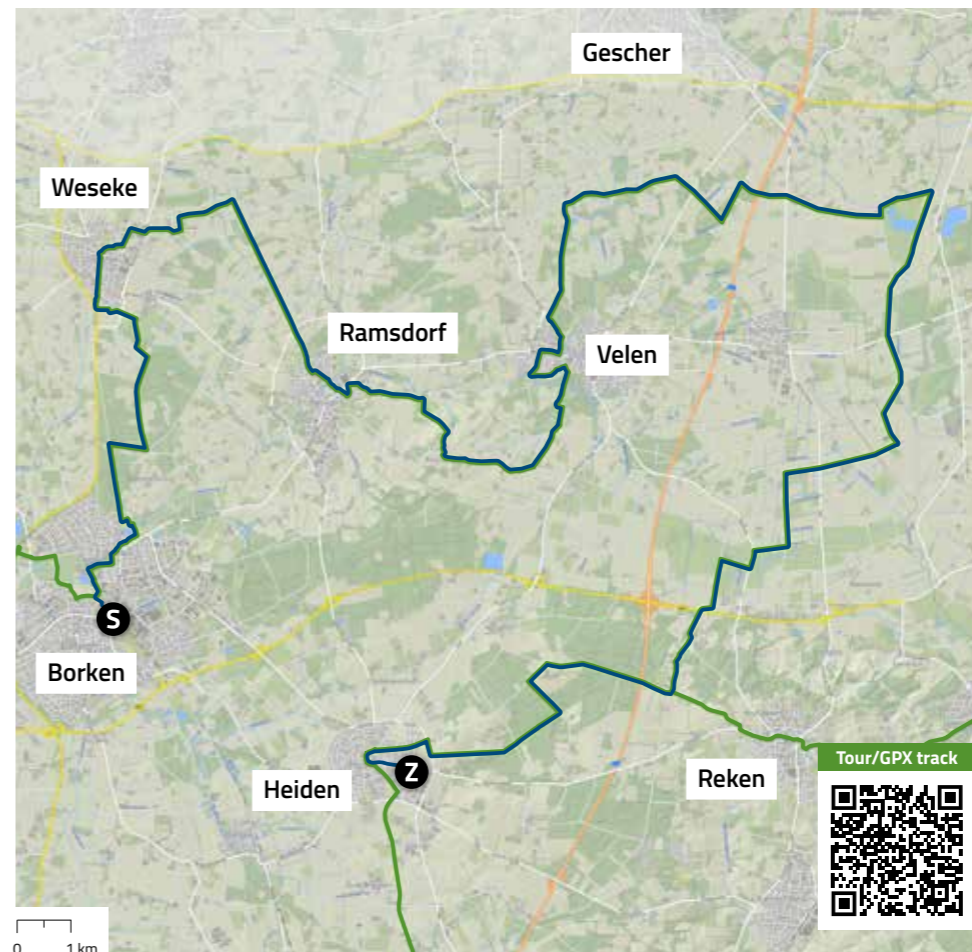 Gescher
Weseke
Ramsdorf
Velen
S
Borken
Z
Heiden
Reken
Tour/GPX track
0 1 km